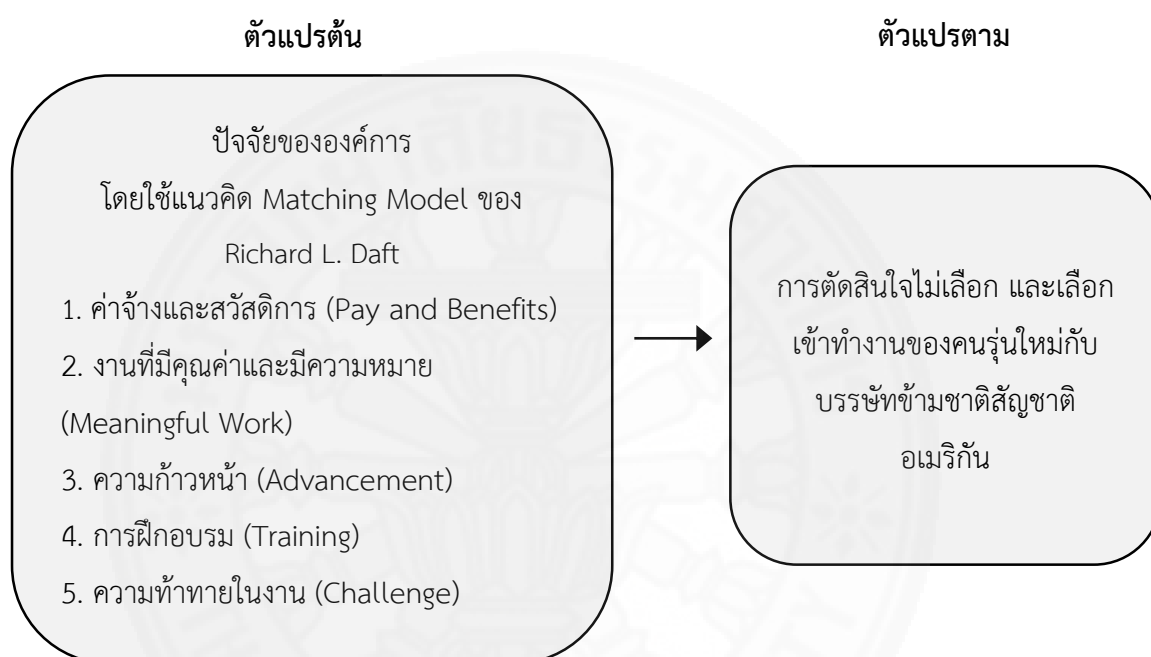 ตัวแปรต้น
ตัวแปรตาม
ปัจจัยขององค์การ
โดยใช้แนวคิด Matching Model ของ
Richard L. Daft
1. ค่าจ้างและสวัสดิการ (Pay and Benefits)
2. งานที่มีคุณค่าและมีความหมาย
(Meaningful Work)
3. ความก้าวหน้า (Advancement)
4. การฝึกอบรม (Training)
5. ความท้าทายในงาน (Challenge)
การตัดสินใจไม่เลือก และเลือก
เข้าทำงานของคนรุ่นใหม่กับ
บรรษัทข้ามชาติสัญชาติ
อเมริกัน